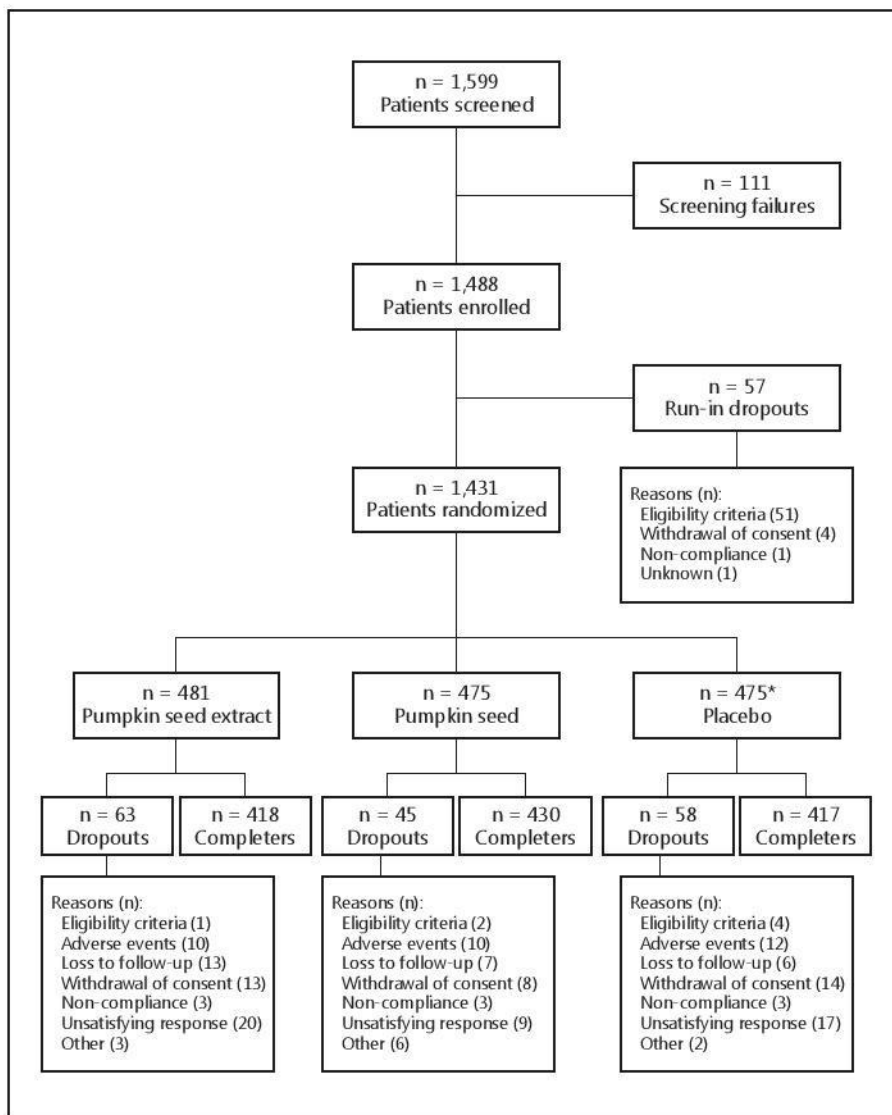 n = 1,599
Patients screened
n = 111
Screening failures
n = 1,488
Patients enrolled
n = 57
Run-in dropouts
Reasons (n):
Eligibility criteria (51)
Withdrawal of consent (4)
Non-compliance (1)
Unknown (1)
n = 1,431
Patients randomized
n = 481
Pumpkin seed extract
n = 475
Pumpkin seed
n = 475*
Placebo
n = 63
Dropouts
n = 418
Completers
n = 45
Dropouts
n = 430
Completers
n = 58
Dropouts
n = 417
Completers
Reasons (n):
Eligibility criteria (1)
Adverse events (10)
Loss to follow-up (13)
Withdrawal of consent (13)
Non-compliance (3)
Unsatisfying response (20)
Other (3)
Reasons (n):
Eligibility criteria (2)
Adverse events (10)
Loss to follow-up (7)
Withdrawal of consent (8)
Non-compliance (3)
Unsatisfying response (9)
Other (6)
Reasons (n):
Eligibility criteria (4)
Adverse events (12)
Loss to follow-up (6)
Withdrawal of consent (14)
Non-compliance (3)
Unsatisfying response (17)
Other (2)